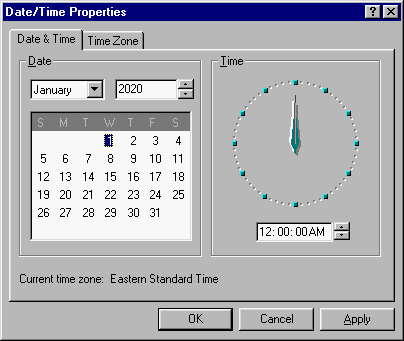 Date/Time Properties
Date & Time Time Zone
Date
January 2020
S M T W T F S
1 2 3 4
5 6 7 8 9 10 11
12 13 14 15 16 17 18
19 20 21 22 23 24 25
26 27 28 29 30 31
Time
12:00:00AM
Current time zone: Eastern Standard Time
OK Cancel Apply